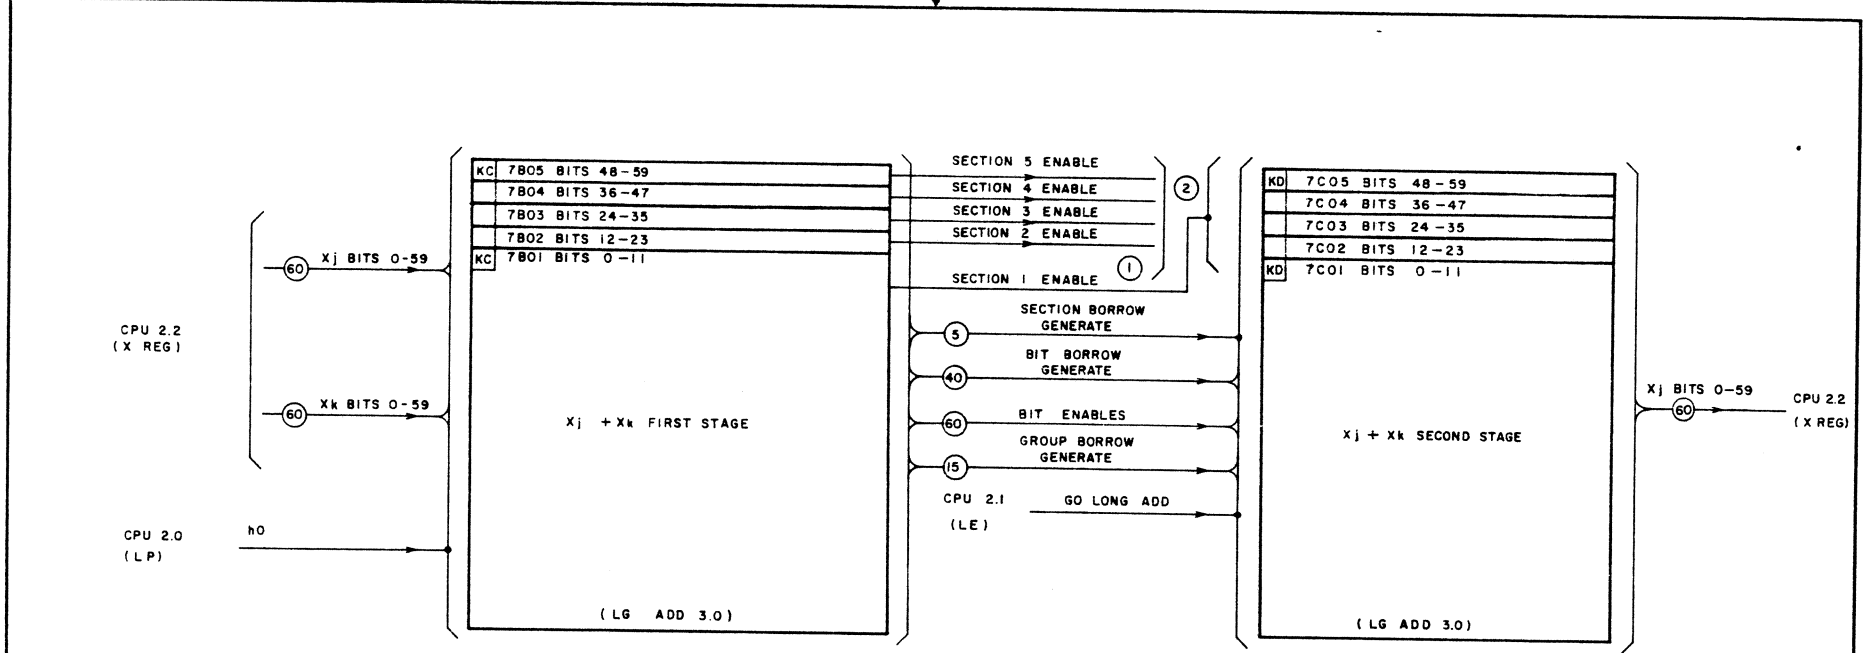 CPU 2.2
(X REG)
60
Xj BITS 0-59
60
Xk BITS 0-59
CPU 2.0
(LP)
h0
KC 7B05 BITS 48-59
7B04 BITS 36-47
7B03 BITS 24-35
7B02 BITS 12-23
KC 7B01 BITS 0-11
Xj + Xk FIRST STAGE
(LG ADD 3.0)
SECTION 5 ENABLE
SECTION 4 ENABLE
SECTION 3 ENABLE
SECTION 2 ENABLE
1
2
SECTION 1 ENABLE
SECTION BORROW
GENERATE
5
BIT BORROW
GENERATE
40
BIT ENABLES
60
GROUP BORROW
GENERATE
15
CPU 2.1
(LE)
GO LONG ADD
KD 7C05 BITS 48-59
7C04 BITS 36-47
7C03 BITS 24-35
7C02 BITS 12-23
KD 7C01 BITS 0-11
Xj + Xk SECOND STAGE
(LG ADD 3.0)
Xj BITS 0-59
60
CPU 2.2
(X REG)